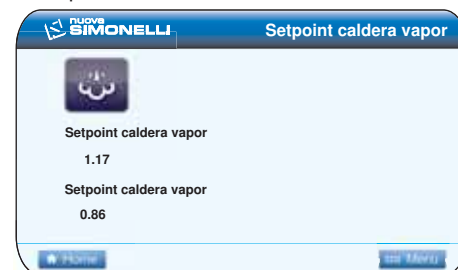 nuova
SIMONELLI
Setpoint caldera vapor
Setpoint caldera vapor
1.17
Setpoint caldera vapor
0.86
Home
Menu